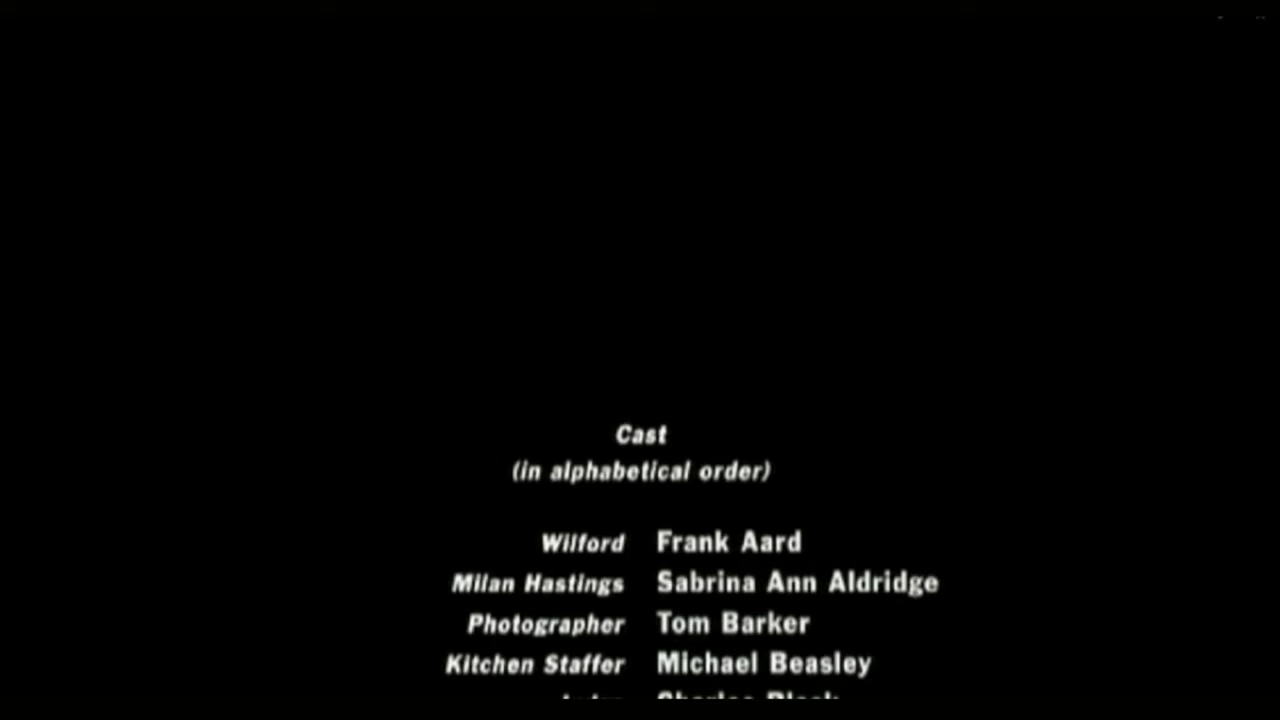 Cast
(in alphabetical order)
Wilford Frank Aard
Milan Hastings Sabrina Ann Aldridge
Photographer Tom Barker
Kitchen Staffer Michael Beasley